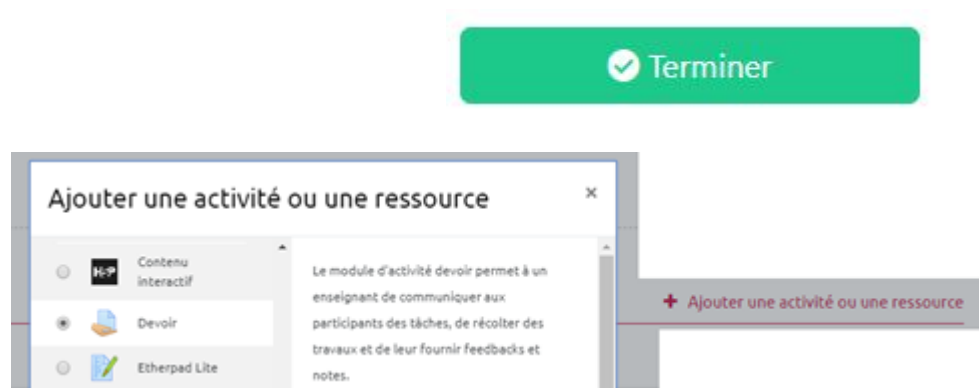 Terminer
Ajouter une activité ou une ressource ×
H-P Contenu
interactif
Devoir
Etherpad Lite
Le module d'activité devoir permet à un
enseignant de communiquer aux
participants des tâches, de récolter des
travaux et de leur fournir feedbacks et
notes.
+ Ajouter une activité ou une ressource